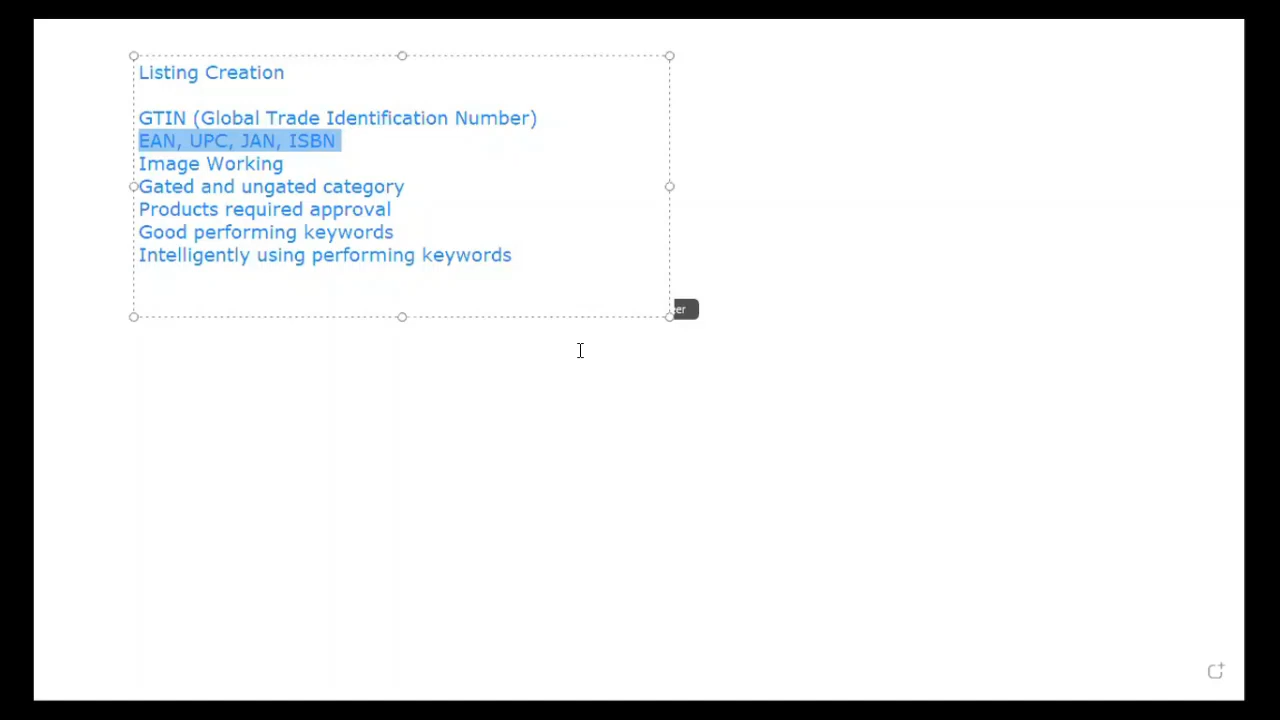 Listing Creation
GTIN (Global Trade Identification Number)
EAN, UPC, JAN, ISBN
Image Working
Gated and ungated category
Products required approval
Good performing keywords
Intelligently using performing keywords